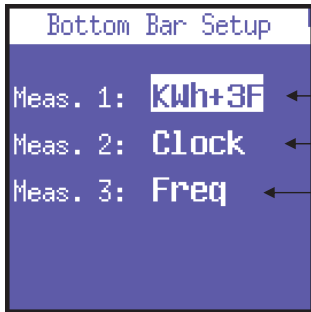 Bottom Bar Setup
Meas. 1: KWh+3F
Meas. 2: Clock
Meas. 3: Freq